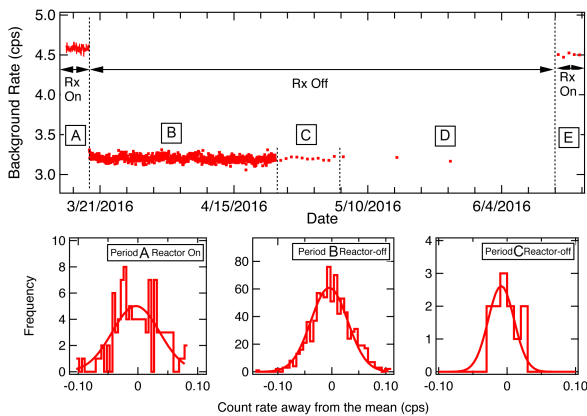 Background Rate (cps)
5.0
4.5
4.0
3.5
3.0
Rx
On
Rx Off
Rx
On
A
B
C
D
E
3/21/2016
4/15/2016
5/10/2016
6/4/2016
Date
Frequency
10
8
6
4
2
0
Period A Reactor On
-0.10
0
0.10
80
60
40
20
0
Period B Reactor-off
-0.10
0
0.10
4
3
2
1
0
Period C Reactor-off
-0.10
0
0.10
Count rate away from the mean (cps)